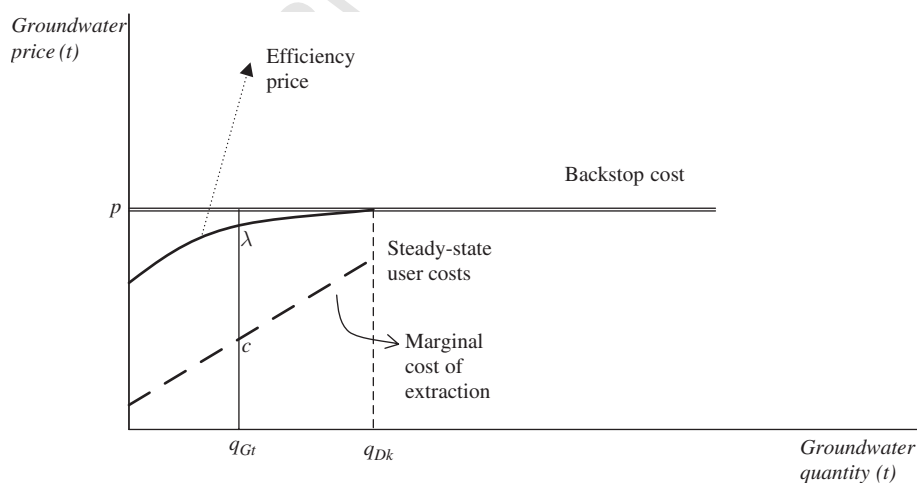 Groundwater
price (t)
Efficiency
price
Backstop cost
p
λ
Steady-state
user costs
c
Marginal
cost of
extraction
q_Gt
q_Dk
Groundwater
quantity (t)